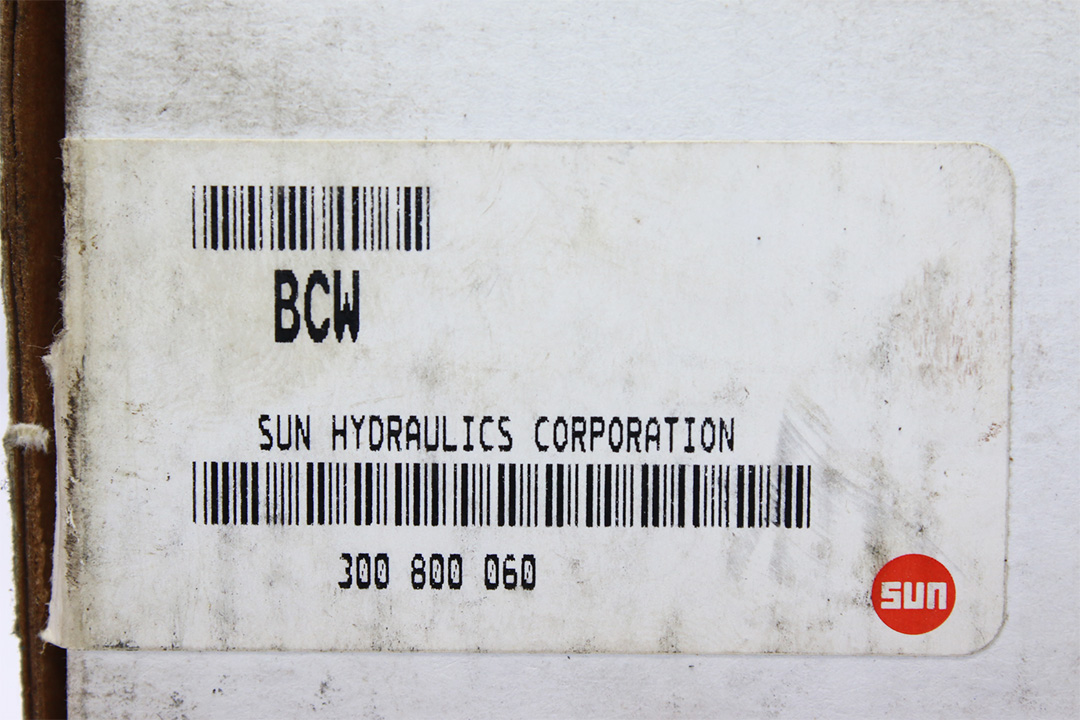 BCW
SUN HYDRAULICS CORPORATION
300 800 060
sun